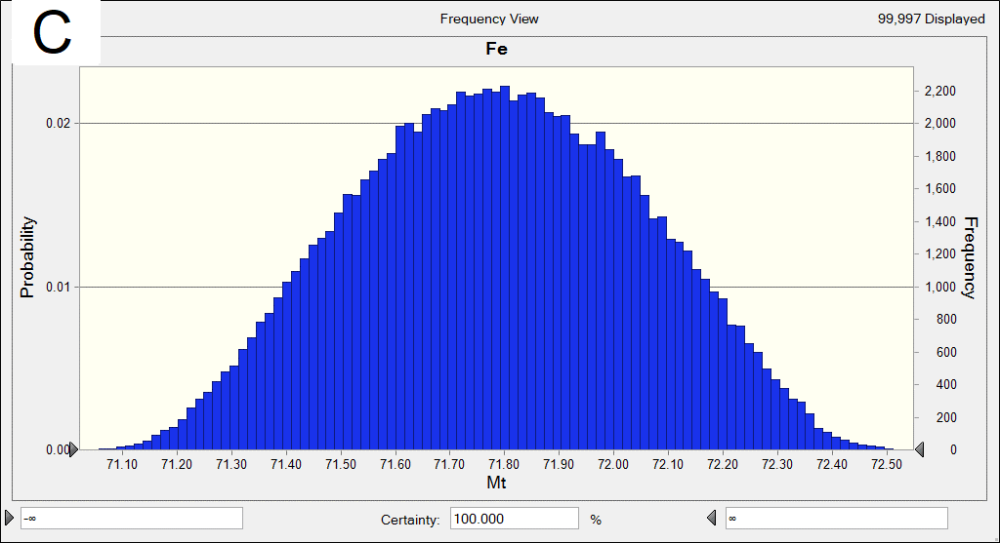 C
Frequency View
99,997 Displayed
Fe
Probability
0.02
0.01
0.00
2,200
2,000
1,800
1,600
1,400
1,200
1,000
800
600
400
200
0
Frequency
71.10 71.20 71.30 71.40 71.50 71.60 71.70 71.80 71.90 72.00 72.10 72.20 72.30 72.40 72.50
Mt
-∞ Certainty: 100.000 % ∞